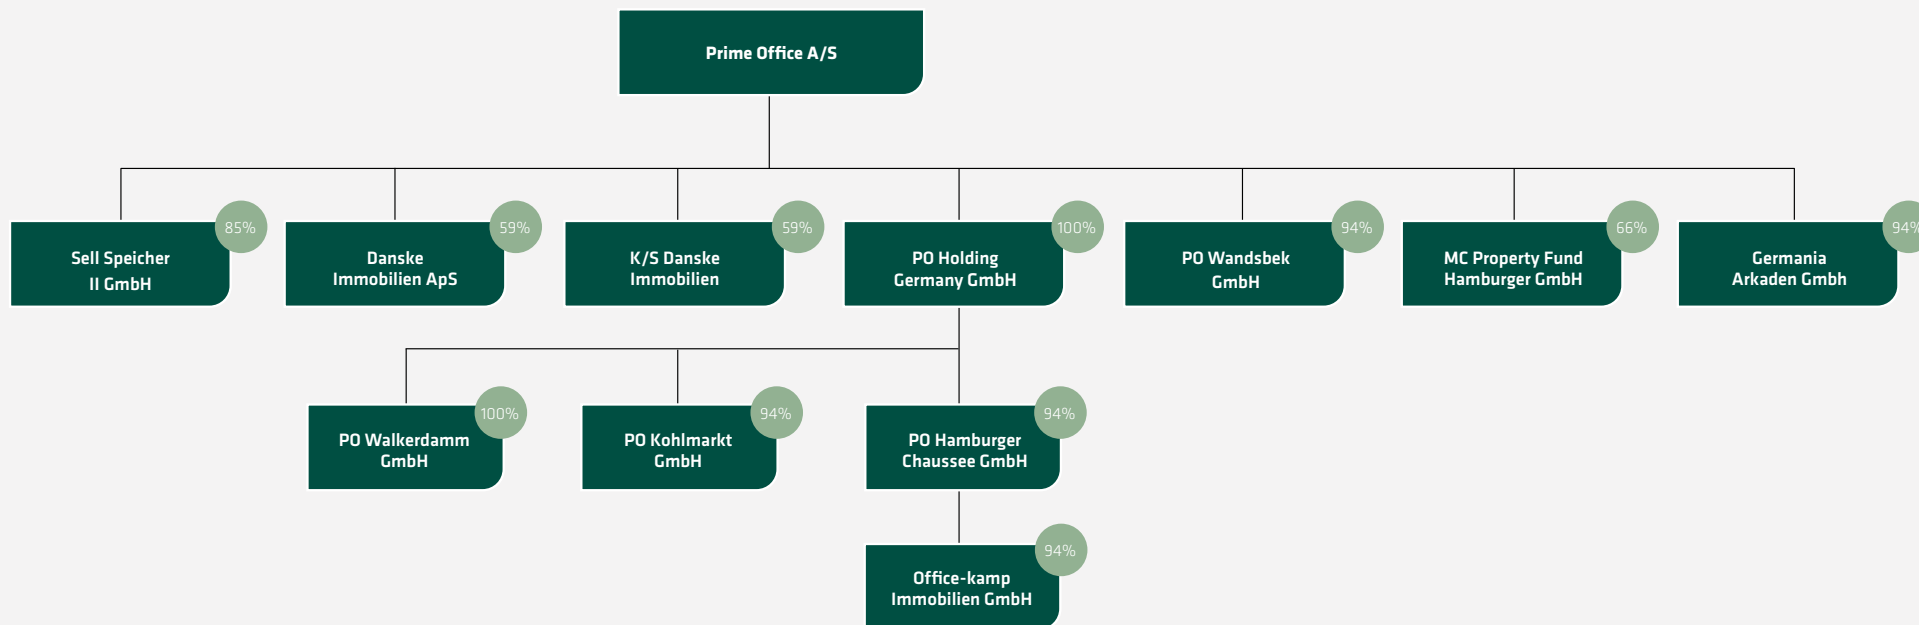 Prime Office A/S
85%
Sell Speicher
II GmbH
59%
Danske
Immobilien ApS
59%
K/S Danske
Immobilien
100%
PO Holding
Germany GmbH
94%
PO Wandsbek
GmbH
66%
MC Property Fund
Hamburger GmbH
94%
Germania
Arkaden Gmbh
100%
PO Walkerdamm
GmbH
94%
PO Kohlmarkt
GmbH
94%
PO Hamburger
Chaussee GmbH
94%
Office-kamp
Immobilien GmbH